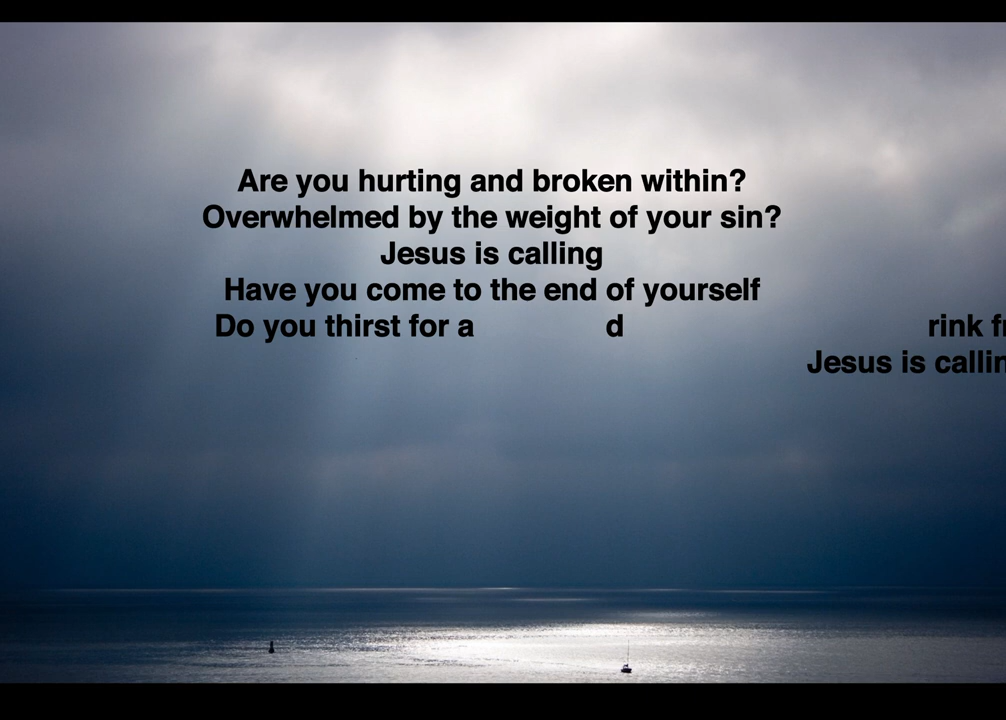 Are you hurting and broken within?
Overwhelmed by the weight of your sin?
Jesus is calling
Have you come to the end of yourself
Do you thirst for a d rink fr
Jesus is callin